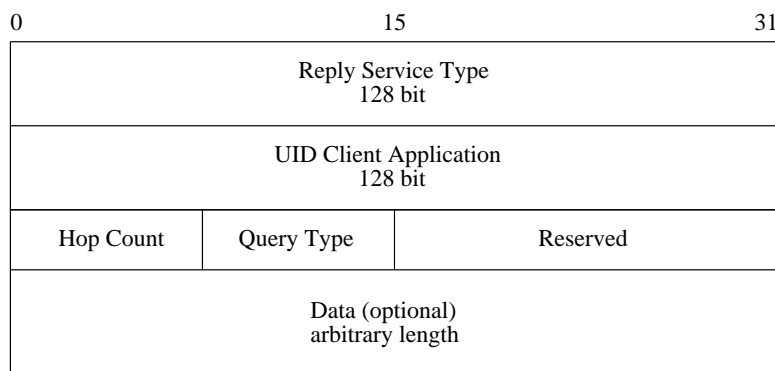 0 15 31
Reply Service Type
128 bit
UID Client Application
128 bit
Hop Count Query Type Reserved
Data (optional)
arbitrary length